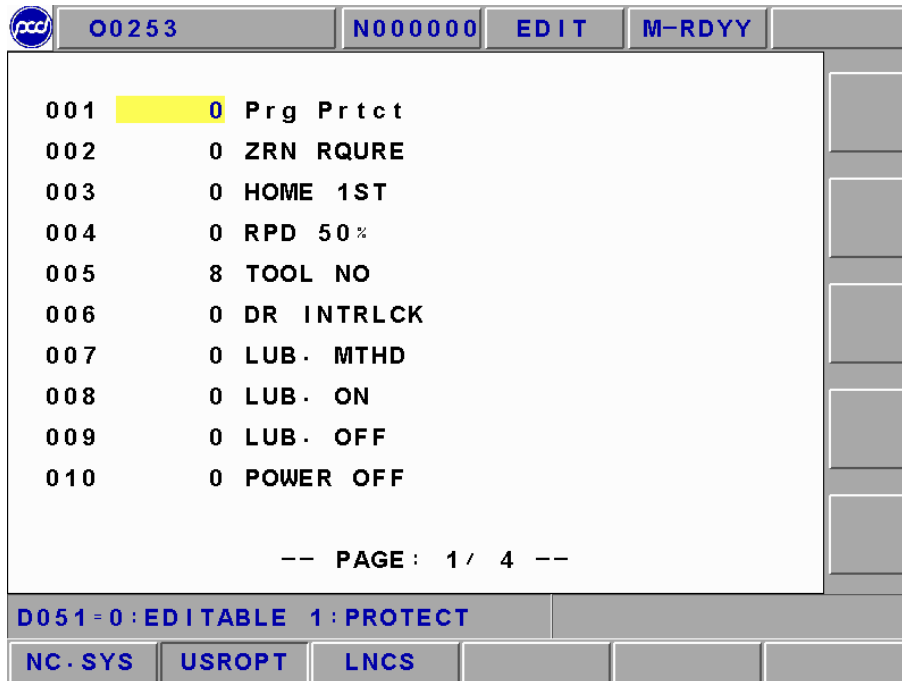 pcd O0253 N000000 EDIT M-RDYY
001 0 Prg Prtct
002 0 ZRN RQURE
003 0 HOME 1ST
004 0 RPD 50%
005 8 TOOL NO
006 0 DR INTRLCK
007 0 LUB. MTHD
008 0 LUB. ON
009 0 LUB. OFF
010 0 POWER OFF
-- PAGE: 1/ 4 --
D051=0:EDITABLE 1:PROTECT
NC.SYS USROPT LNCS